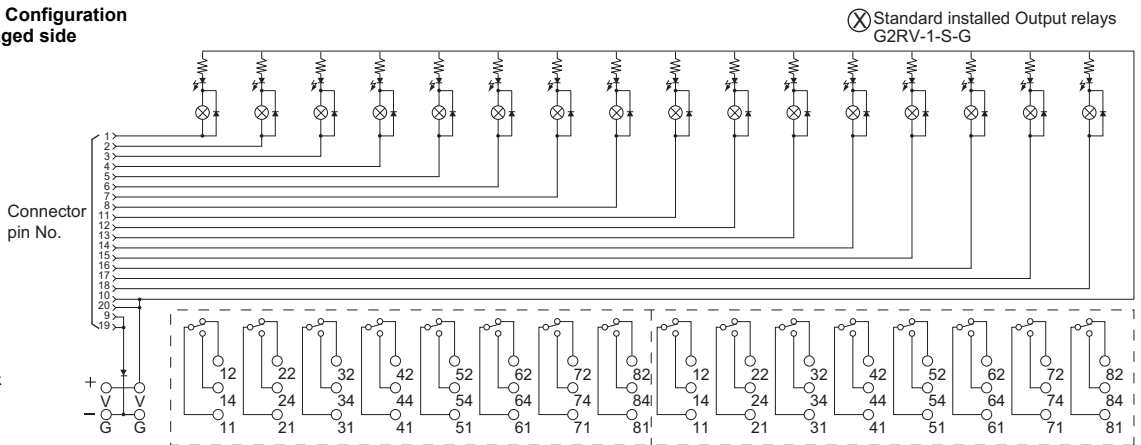 Configuration
ged side
Standard installed Output relays
G2RV-1-S-G
1
2
3
4
5
6
7
8
11
12
13
14
15
16
17
18
10
20
9
19
Connector
pin No.
+ V V
− G G
12 22 32 42 52 62 72 82 12 22 32 42 52 62 72 82
14 24 34 44 54 64 74 84 14 24 34 44 54 64 74 84
11 21 31 41 51 61 71 81 11 21 31 41 51 61 71 81